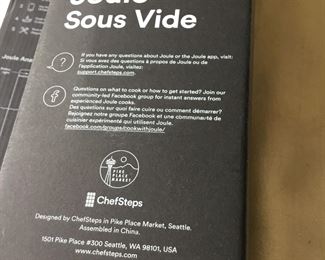 Joule
Sous Vide
Joule
?
If you have any questions about Joule or the Joule app, visit:
Si vous avez des questions à propos de Joule ou de
l'application Joule, visitez:
support.chefsteps.com
f
Questions on what to cook or how to get started? Join our
community-led Facebook group for instant answers from
experienced Joule cooks.
Des questions sur quoi faire cuire ou comment démarrer?
Rejoignez notre groupe Facebook et une communauté de
cuisinier expérimenté qui utilisent Joule.
facebook.com/groups/cookwithjoule/
PIKE
PLACE
MARKET
ChefSteps
Designed by ChefSteps in Pike Place Market, Seattle.
Assembled in China.
1501 Pike Place #300 Seattle, WA 98101, USA
www.chefsteps.com